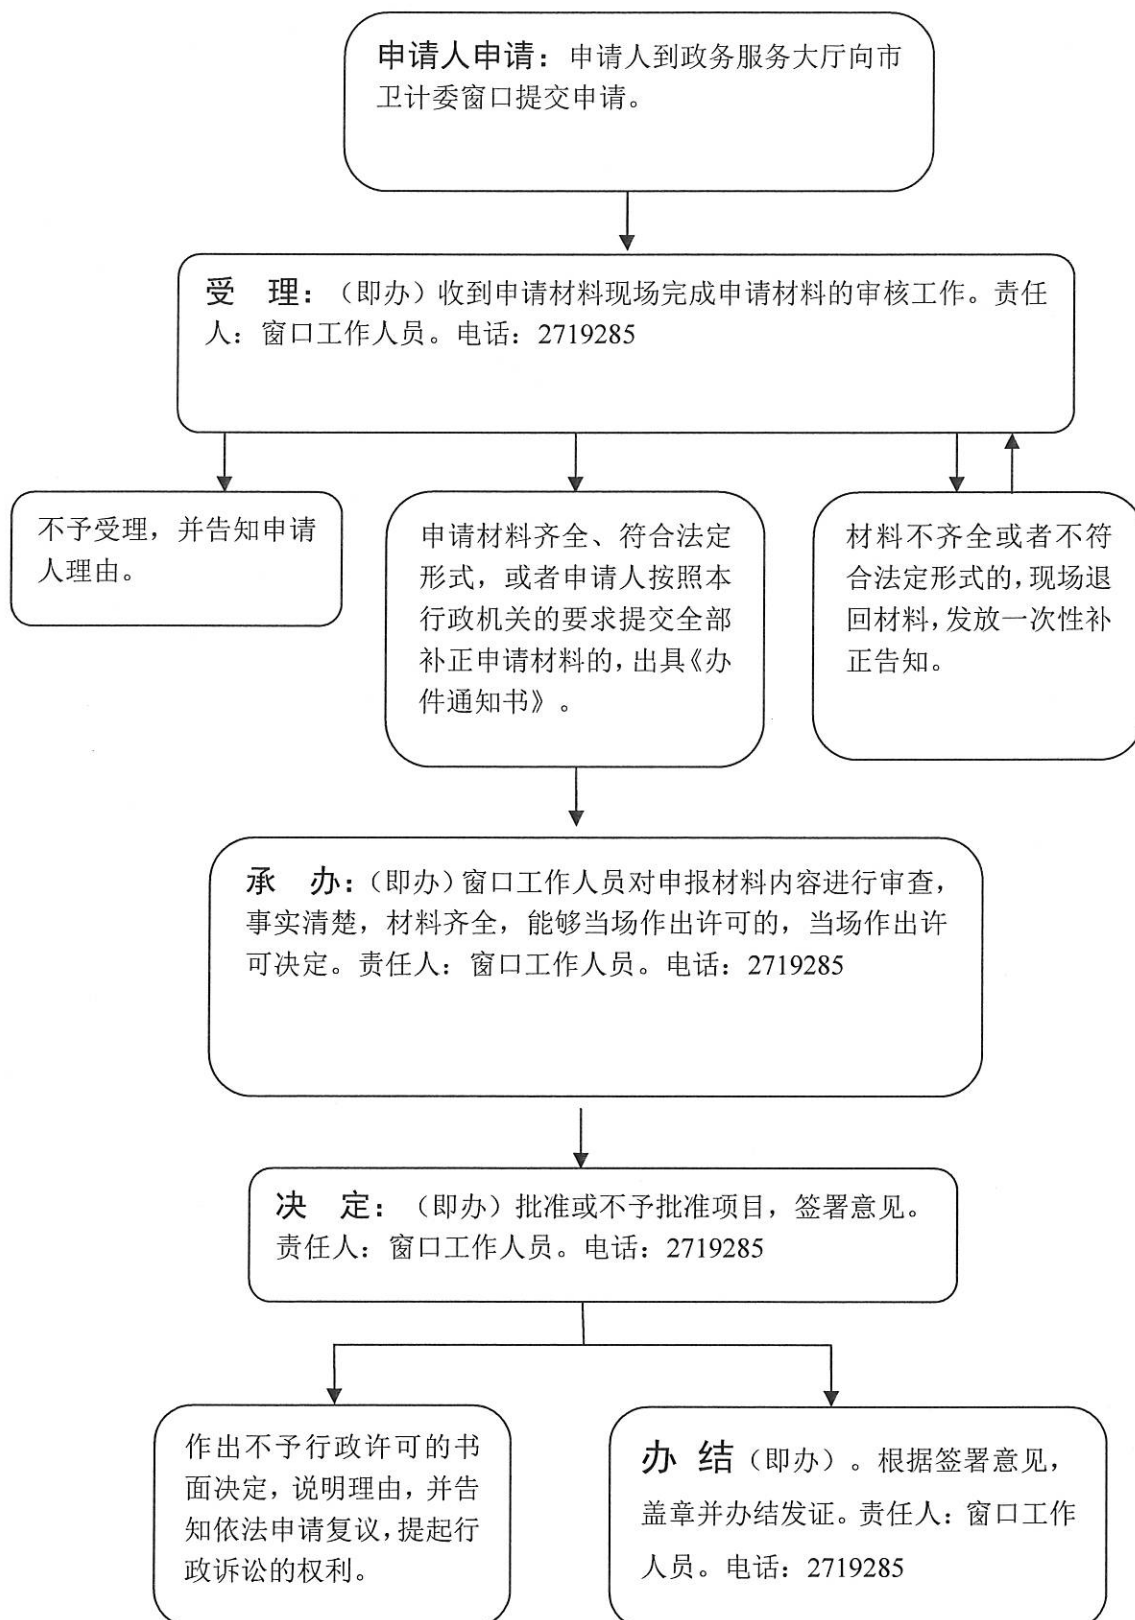 申请人申请：申请人到政务服务大厅向市
卫计委窗口提交申请。
受　理：（即办）收到申请材料现场完成申请材料的审核工作。责任
人：窗口工作人员。电话：2719285
不予受理，并告知申请
人理由。
申请材料齐全、符合法定
形式，或者申请人按照本
行政机关的要求提交全部
补正申请材料的，出具《办
件通知书》。
材料不齐全或者不符
合法定形式的，现场退
回材料，发放一次性补
正告知。
承　办：（即办）窗口工作人员对申报材料内容进行审查，
事实清楚，材料齐全，能够当场作出许可的，当场作出许
可决定。责任人：窗口工作人员。电话：2719285
决　定：（即办）批准或不予批准项目，签署意见。
责任人：窗口工作人员。电话：2719285
作出不予行政许可的书
面决定，说明理由，并告
知依法申请复议，提起行
政诉讼的权利。
办 结（即办）。根据签署意见，
盖章并办结发证。责任人：窗口工作
人员。电话：2719285